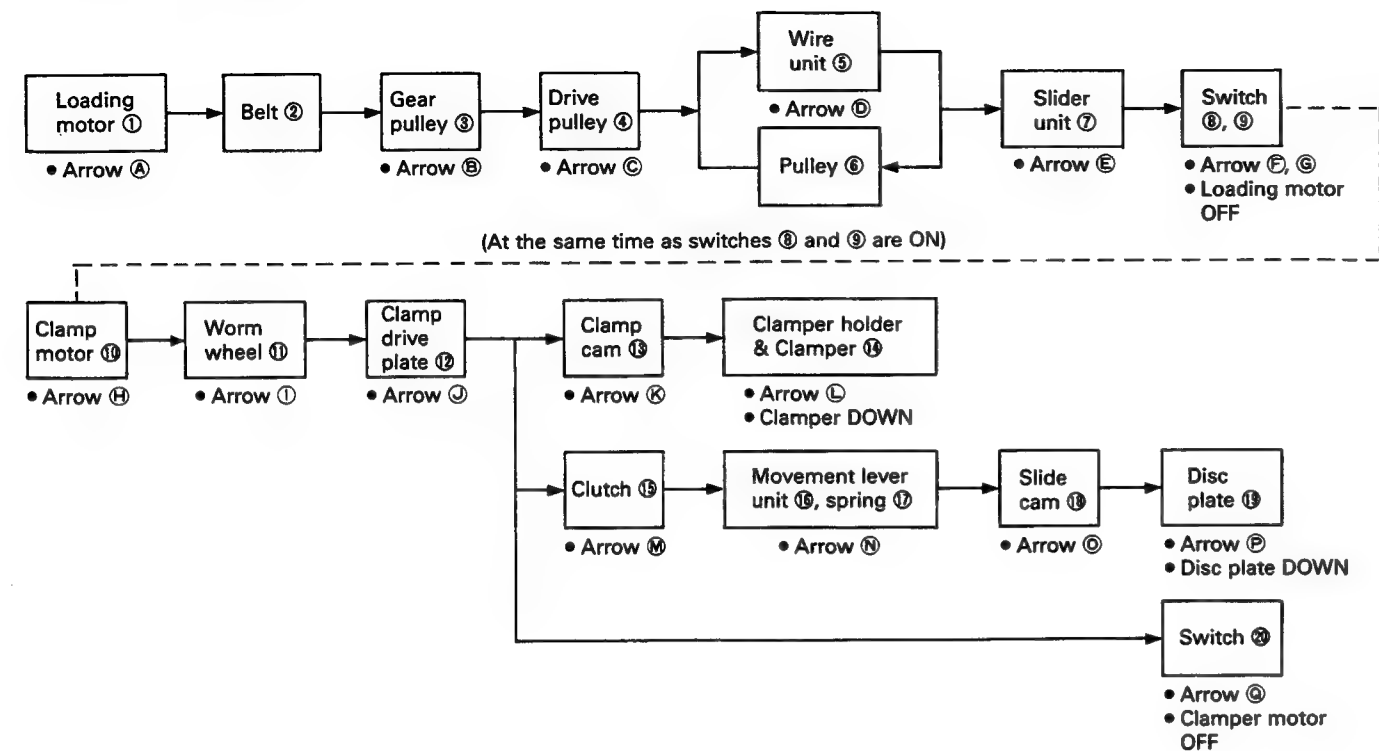 Wire
unit ⑤
• Arrow Ⓓ
Loading
motor ①
• Arrow Ⓐ
Belt ②
Gear
pulley ③
• Arrow Ⓑ
Drive
pulley ④
• Arrow Ⓒ
Pulley ⑥
Slider
unit ⑦
• Arrow Ⓔ
Switch
⑧, ⑨
• Arrow Ⓕ, Ⓖ
• Loading motor
OFF
(At the same time as switches ⑧ and ⑨ are ON)
Clamp
motor ⑩
• Arrow Ⓗ
Worm
wheel ⑪
• Arrow Ⓘ
Clamp
drive
plate ⑫
• Arrow Ⓙ
Clamp
cam ⑬
• Arrow Ⓚ
Clamper holder
& Clamper ⑭
• Arrow Ⓛ
• Clamper DOWN
Clutch ⑮
• Arrow Ⓜ
Movement lever
unit ⑯, spring ⑰
• Arrow Ⓝ
Slide
cam ⑱
• Arrow Ⓞ
Disc
plate ⑲
• Arrow Ⓟ
• Disc plate DOWN
Switch ⑳
• Arrow Ⓠ
• Clamper motor
OFF